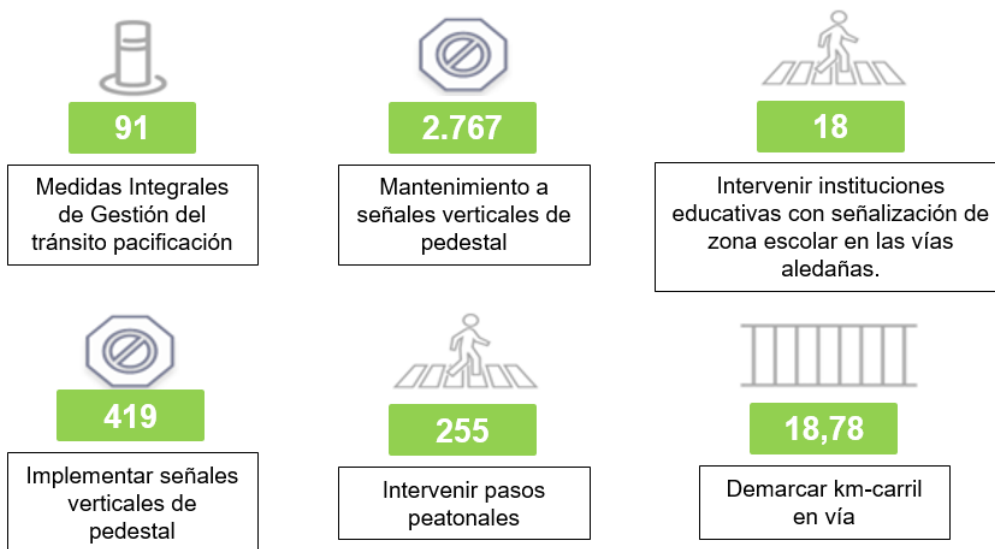 91
Medidas Integrales
de Gestión del
tránsito pacificación
2.767
Mantenimiento a
señales verticales de
pedestal
18
Intervenir instituciones
educativas con señalización de
zona escolar en las vías
aledañas.
419
Implementar señales
verticales de
pedestal
255
Intervenir pasos
peatonales
18,78
Demarcar km-carril
en vía